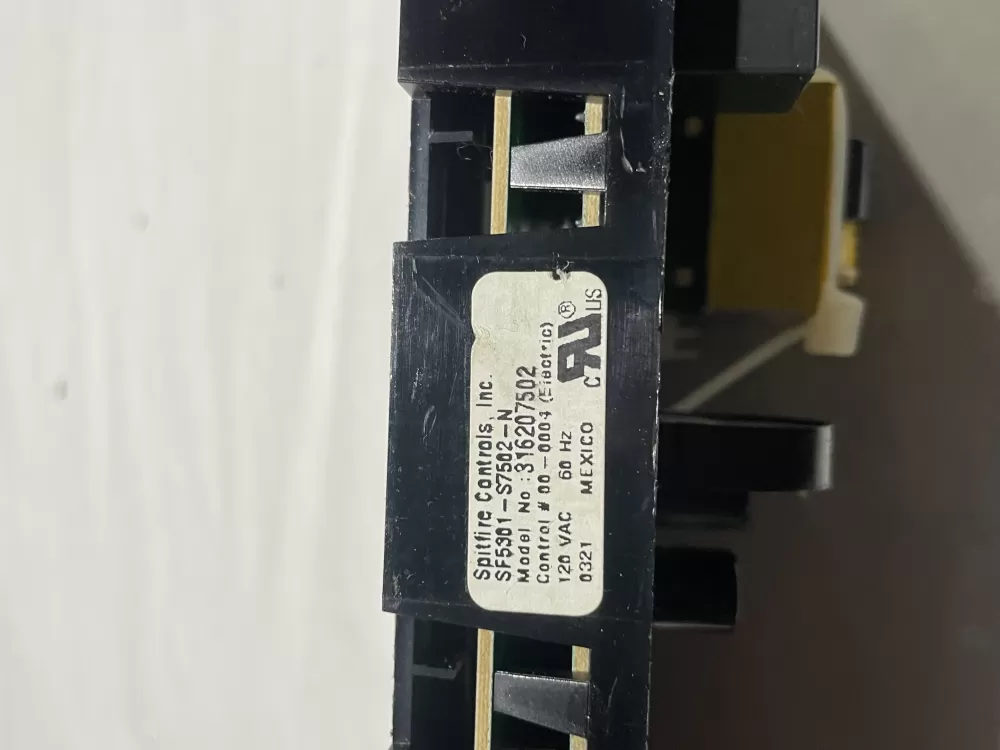 Spitfire Controls, Inc.
SF5301-S7502-N
Model No.:316207502
Control # 00-0004 (Electric)
120 VAC 60 Hz
0321 MEXICO
C RU ® US